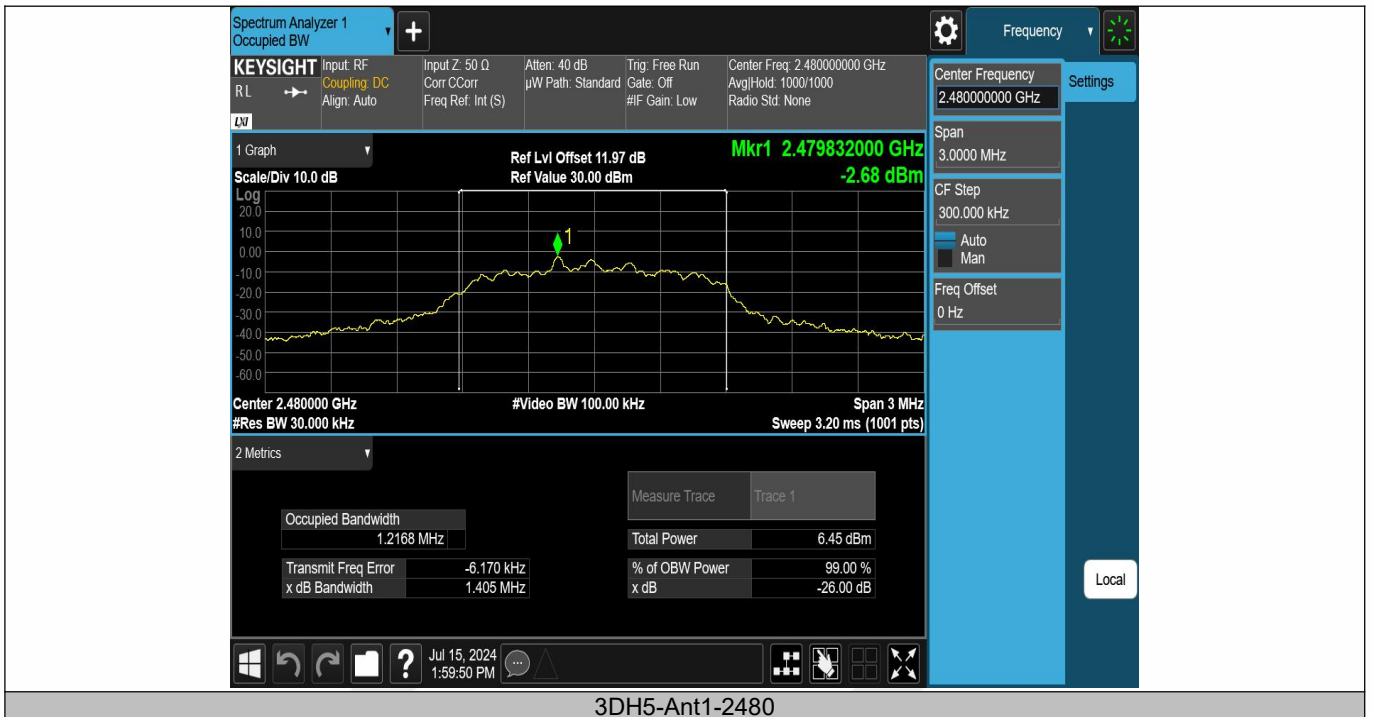 Spectrum Analyzer 1
Occupied BW
+
Frequency
KEYSIGHT
RL
LXI
Input: RF
Coupling: DC
Align: Auto
Input Z: 50 Ω
Corr CCorr
Freq Ref: Int (S)
Atten: 40 dB
µW Path: Standard
Trig: Free Run
Gate: Off
#IF Gain: Low
Center Freq: 2.480000000 GHz
Avg|Hold: 1000/1000
Radio Std: None
Center Frequency
2.480000000 GHz
Settings
Span
3.0000 MHz
CF Step
300.000 kHz
Auto
Man
Freq Offset
0 Hz
Local
1 Graph
Scale/Div 10.0 dB
Ref Lvl Offset 11.97 dB
Ref Value 30.00 dBm
Mkr1 2.479832000 GHz
-2.68 dBm
Log
20.0
10.0
0.00
-10.0
-20.0
-30.0
-40.0
-50.0
-60.0
1
Center 2.480000 GHz
#Res BW 30.000 kHz
#Video BW 100.00 kHz
Span 3 MHz
Sweep 3.20 ms (1001 pts)
2 Metrics
Measure Trace Trace 1
Occupied Bandwidth
1.2168 MHz
Total Power 6.45 dBm
Transmit Freq Error -6.170 kHz
% of OBW Power 99.00 %
x dB Bandwidth 1.405 MHz
x dB -26.00 dB
?
Jul 15, 2024
1:59:50 PM
3DH5-Ant1-2480